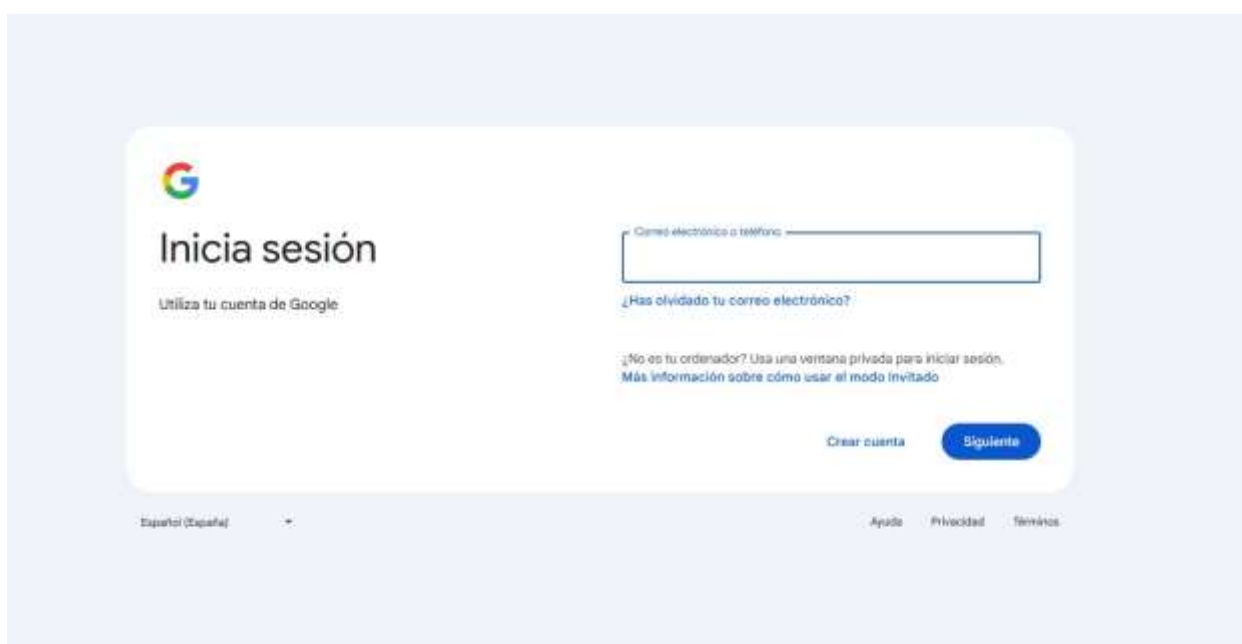 Inicia sesión
Utiliza tu cuenta de Google
Correo electrónico o teléfono
¿Has olvidado tu correo electrónico?
¿No es tu ordenador? Usa una ventana privada para iniciar sesión.
Más información sobre cómo usar el modo Invitado
Crear cuenta
Siguiente
Español (España)
Ayuda
Privacidad
Términos